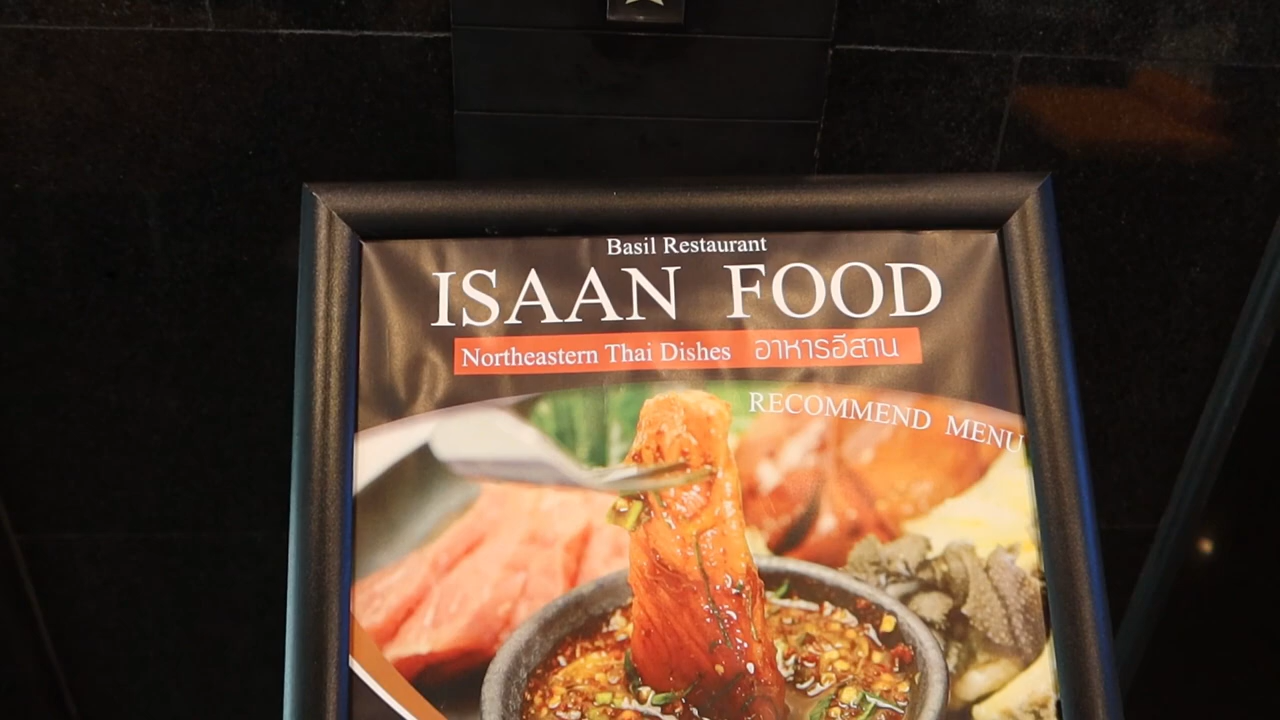 Basil Restaurant
ISAAN FOOD
Northeastern Thai Dishes อาหารอีสาน
RECOMMEND MENU